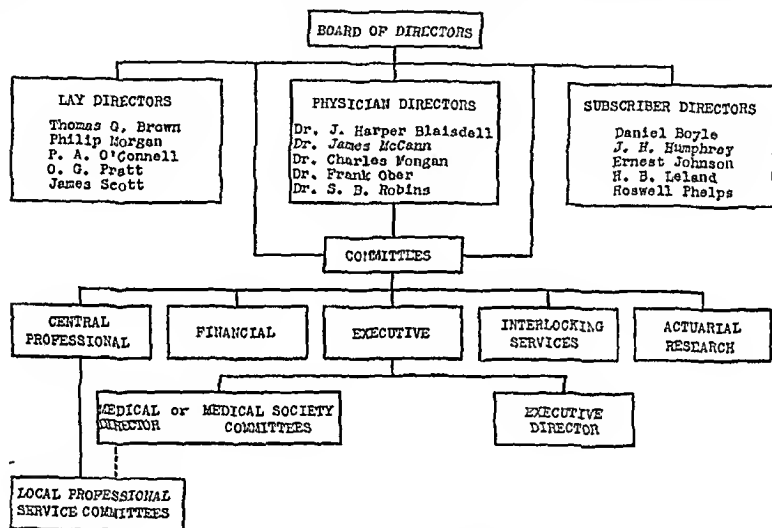 BOARD OF DIRECTORS
LAY DIRECTORS
Thomas Q. Brown
Philip Morgan
P. A. O'Connell
O. G. Pratt
James Scott
PHYSICIAN DIRECTORS
Dr. J. Harper Blaisdell
Dr. James McCann
Dr. Charles Mongan
Dr. Frank Ober
Dr. S. B. Robins
SUBSCRIBER DIRECTORS
Daniel Boyle
J. H. Humphrey
Ernest Johnson
H. B. Leland
Roswell Phelps
COMMITTEES
CENTRAL
PROFESSIONAL
FINANCIAL
EXECUTIVE
INTERLOCKING
SERVICES
ACTUARIAL
RESEARCH
MEDICAL or MEDICAL SOCIETY
DIRECTOR COMMITTEES
EXECUTIVE
DIRECTOR
LOCAL PROFESSIONAL
SERVICE COMMITTEES